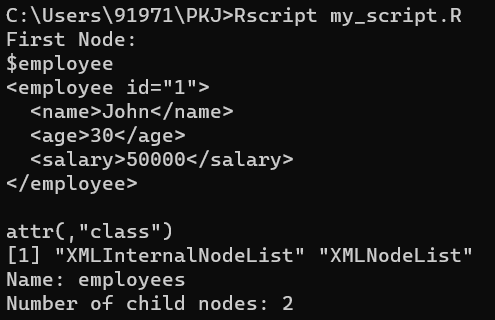 C:\Users\91971\PKJ>Rscript my_script.R
First Node:
$employee
<employee id="1">
  <name>John</name>
  <age>30</age>
  <salary>50000</salary>
</employee>

attr(,"class")
[1] "XMLInternalNodeList" "XMLNodeList"
Name: employees
Number of child nodes: 2